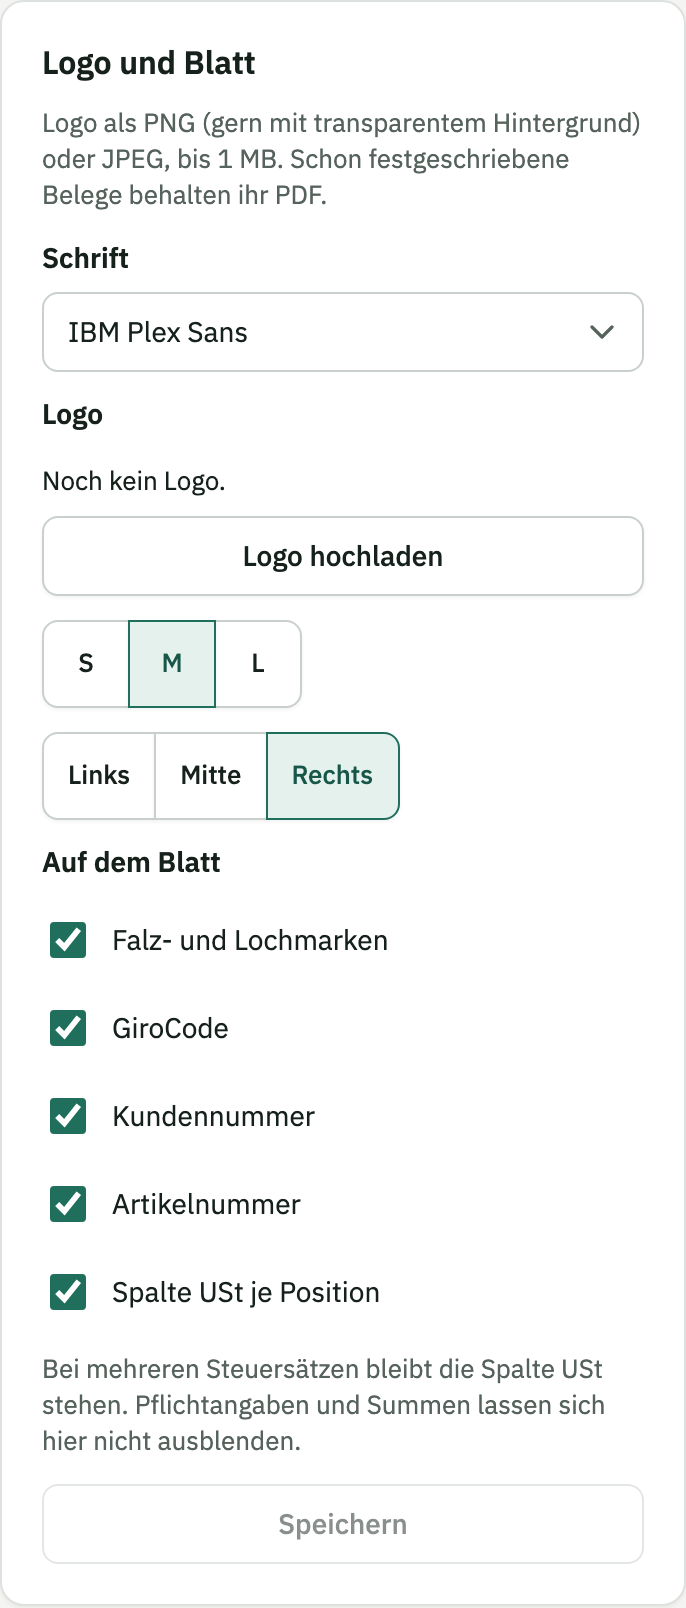 Logo und Blatt
Logo als PNG (gern mit transparentem Hintergrund)
oder JPEG, bis 1 MB. Schon festgeschriebene
Belege behalten ihr PDF.
Schrift
IBM Plex Sans
Logo
Noch kein Logo.
Logo hochladen
S M L
Links Mitte Rechts
Auf dem Blatt
Falz- und Lochmarken
GiroCode
Kundennummer
Artikelnummer
Spalte USt je Position
Bei mehreren Steuersätzen bleibt die Spalte USt
stehen. Pflichtangaben und Summen lassen sich
hier nicht ausblenden.
Speichern